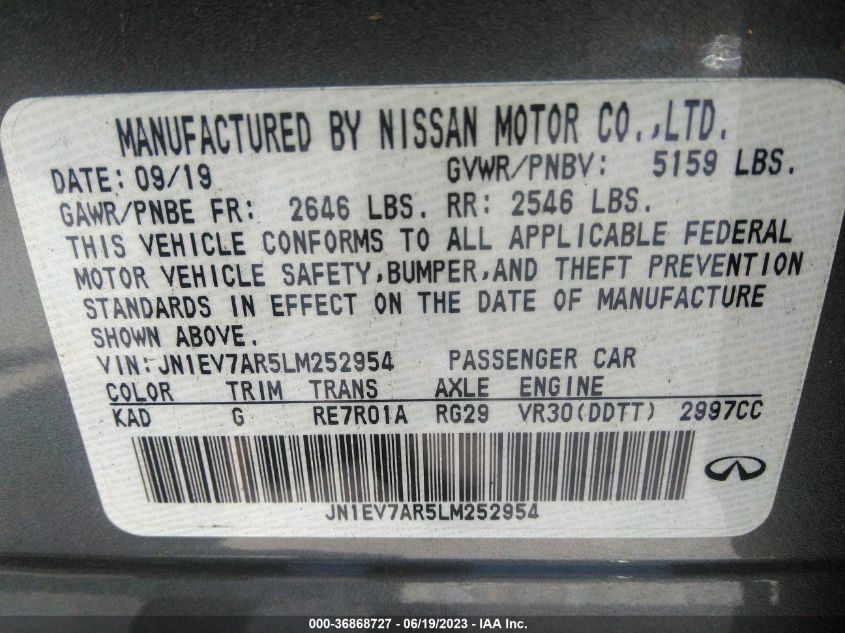 MANUFACTURED BY NISSAN MOTOR CO.,LTD.
DATE: 09/19 GVWR/PNBV: 5159 LBS.
GAWR/PNBE FR: 2646 LBS. RR: 2546 LBS.
THIS VEHICLE CONFORMS TO ALL APPLICABLE FEDERAL
MOTOR VEHICLE SAFETY,BUMPER,AND THEFT PREVENTION
STANDARDS IN EFFECT ON THE DATE OF MANUFACTURE
SHOWN ABOVE.
VIN:JN1EV7AR5LM252954 PASSENGER CAR
COLOR TRIM TRANS AXLE ENGINE
KAD G RE7R01A RG29 VR30(DDTT) 2997CC
JN1EV7AR5LM252954
000-36868727 - 06/19/2023 - IAA Inc.